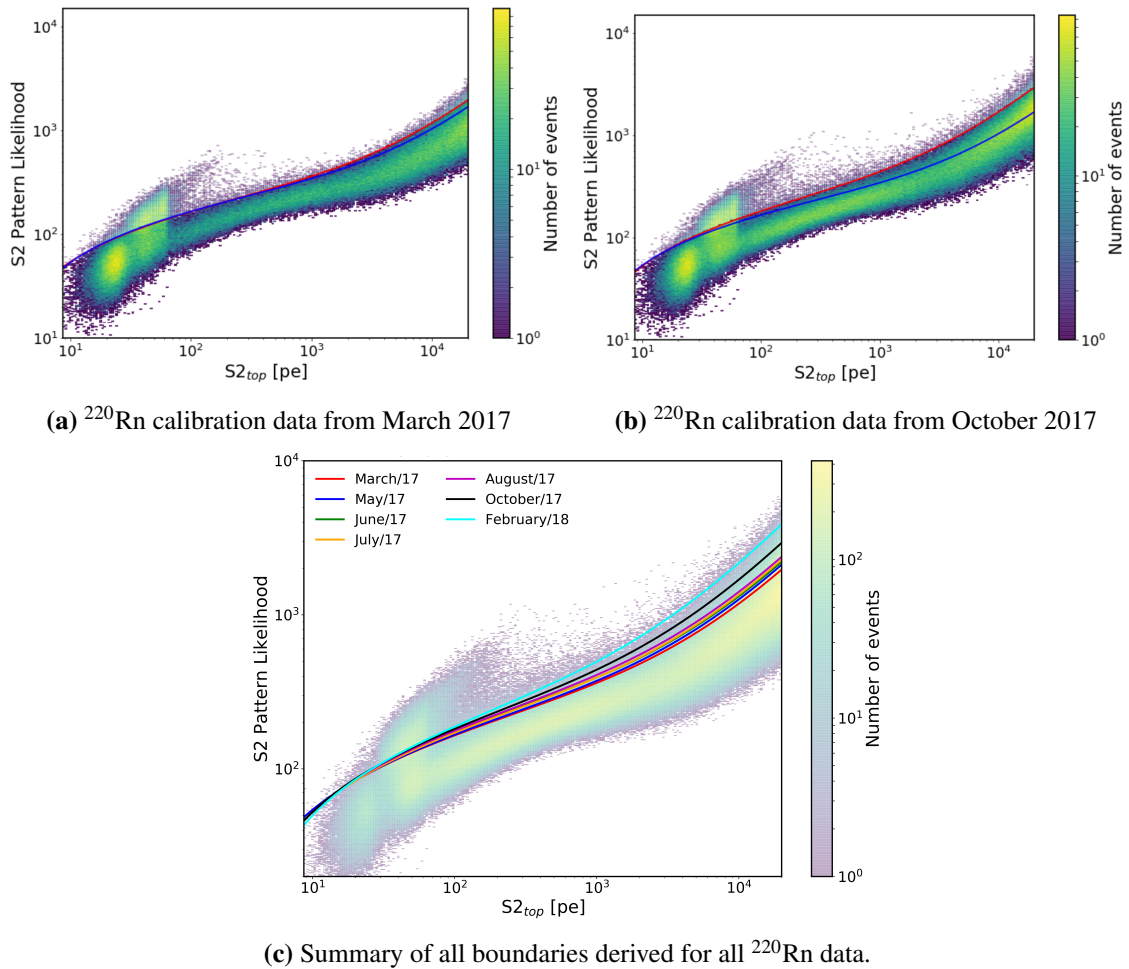 S2 Pattern Likelihood
10⁴
10³
10²
10¹
10¹ 10² 10³ 10⁴
S2top [pe]
10¹
10⁰
Number of events
S2 Pattern Likelihood
10⁴
10³
10²
10¹
10¹ 10² 10³ 10⁴
S2top [pe]
10¹
10⁰
Number of events
(a) ²²⁰Rn calibration data from March 2017
(b) ²²⁰Rn calibration data from October 2017
S2 Pattern Likelihood
10⁴
10³
10²
March/17 August/17
May/17 October/17
June/17 February/18
July/17
10¹ 10² 10³ 10⁴
S2top [pe]
10²
10¹
10⁰
Number of events
(c) Summary of all boundaries derived for all ²²⁰Rn data.